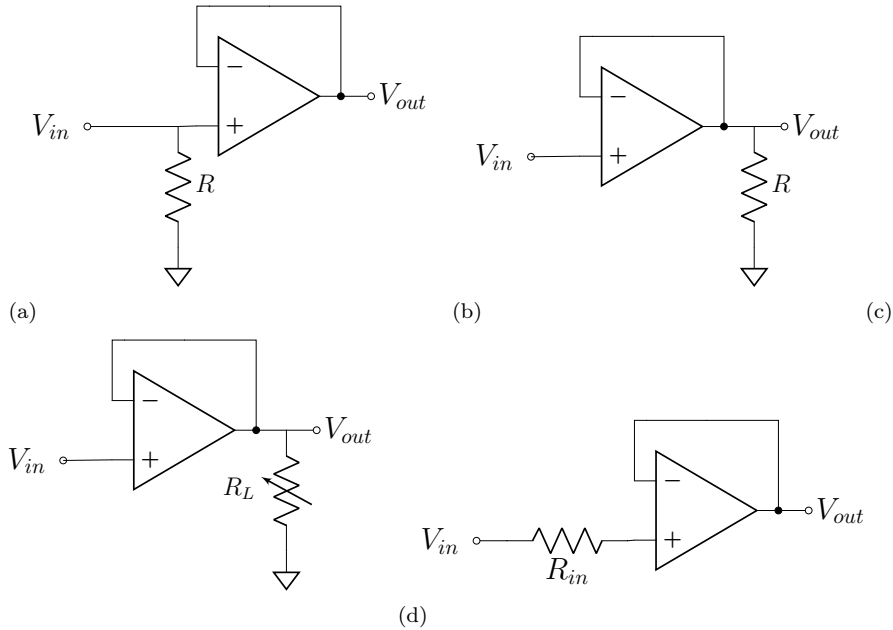 −
V_out
V_in
+
R
−
V_out
V_in
+
R
(a)
(b)
(c)
−
V_out
V_in
+
R_L
−
V_out
V_in
+
R_in
(d)